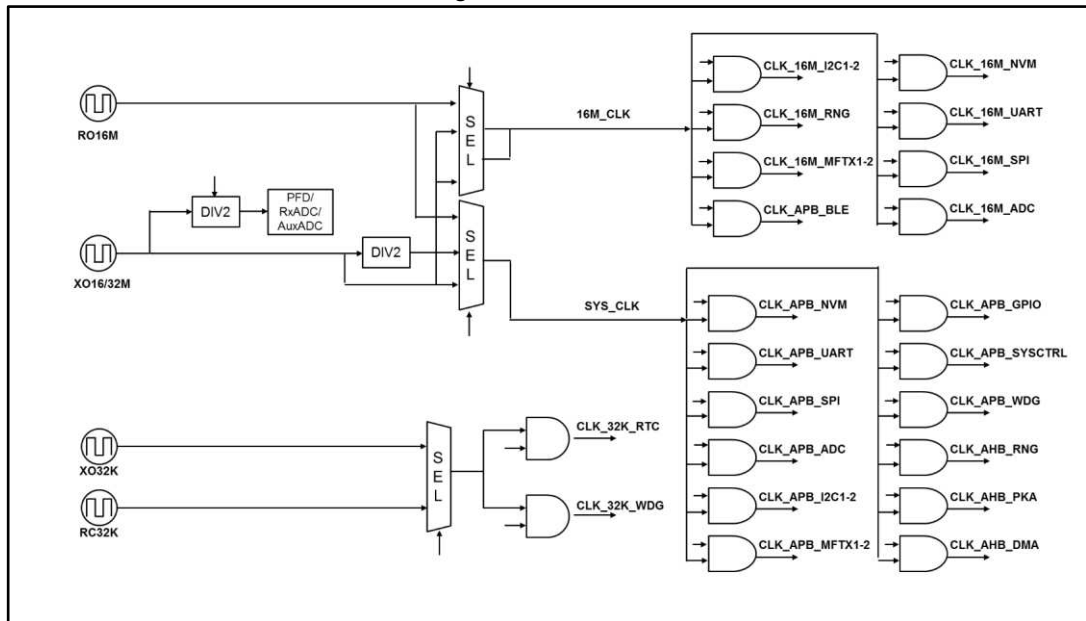 RO16M
XO16/32M
DIV2
PFD/
RxADC/
AuxADC
DIV2
S
E
L
S
E
L
16M_CLK
SYS_CLK
CLK_16M_I2C1-2
CLK_16M_RNG
CLK_16M_MFTX1-2
CLK_APB_BLE
CLK_16M_NVM
CLK_16M_UART
CLK_16M_SPI
CLK_16M_ADC
CLK_APB_NVM
CLK_APB_UART
CLK_APB_SPI
CLK_APB_ADC
CLK_APB_I2C1-2
CLK_APB_MFTX1-2
CLK_APB_GPIO
CLK_APB_SYSCTRL
CLK_APB_WDG
CLK_AHB_RNG
CLK_AHB_PKA
CLK_AHB_DMA
XO32K
RC32K
S
E
L
CLK_32K_RTC
CLK_32K_WDG